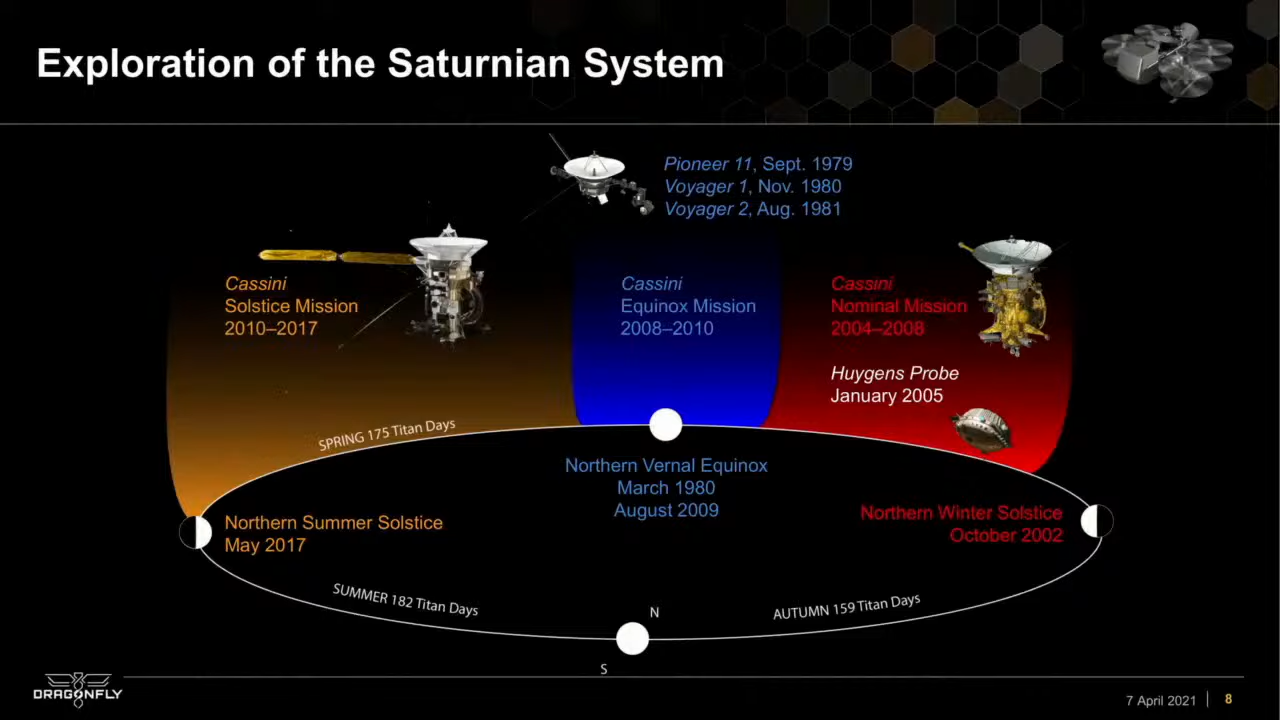 Exploration of the Saturnian System
Pioneer 11, Sept. 1979
Voyager 1, Nov. 1980
Voyager 2, Aug. 1981
Cassini
Solstice Mission
2010–2017
Cassini
Equinox Mission
2008–2010
Cassini
Nominal Mission
2004–2008
Huygens Probe
January 2005
SPRING 175 Titan Days
Northern Vernal Equinox
March 1980
August 2009
Northern Summer Solstice
May 2017
Northern Winter Solstice
October 2002
SUMMER 182 Titan Days
AUTUMN 159 Titan Days
N
S
DRAGONFLY
7 April 2021
8